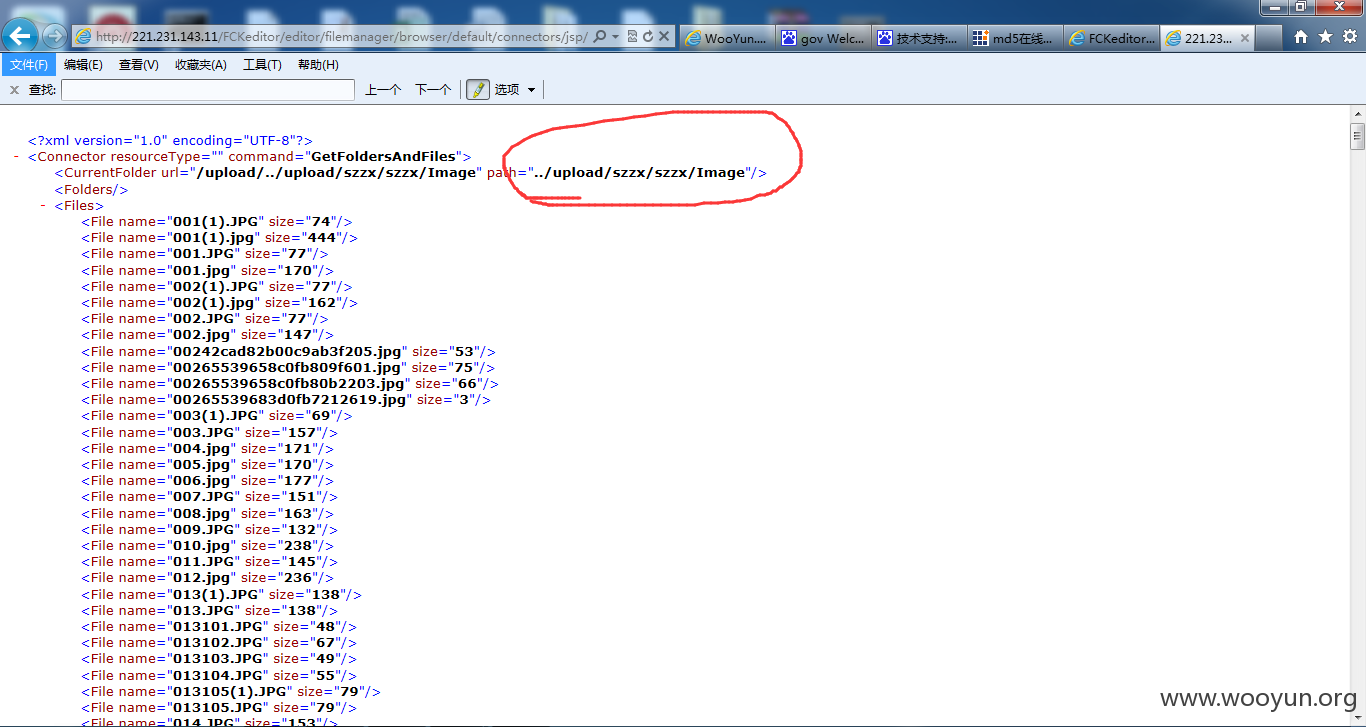 http://221.231.143.11/FCKeditor/editor/filemanager/browser/default/connectors/jsp/
WooYun....
gov Welc...
技术支持:...
md5在线...
FCKeditor...
221.23...
文件(F) 编辑(E) 查看(V) 收藏夹(A) 工具(T) 帮助(H)
查找: 上一个 下一个 选项
<?xml version="1.0" encoding="UTF-8"?>
- <Connector resourceType="" command="GetFoldersAndFiles">
<CurrentFolder url="/upload/../upload/szzx/szzx/Image" path="../upload/szzx/szzx/Image"/>
<Folders/>
- <Files>
<File name="001(1).JPG" size="74"/>
<File name="001(1).jpg" size="444"/>
<File name="001.JPG" size="77"/>
<File name="001.jpg" size="170"/>
<File name="002(1).JPG" size="77"/>
<File name="002(1).jpg" size="162"/>
<File name="002.JPG" size="77"/>
<File name="002.jpg" size="147"/>
<File name="00242cad82b00c9ab3f205.jpg" size="53"/>
<File name="00265539658c0fb809f601.jpg" size="75"/>
<File name="00265539658c0fb80b2203.jpg" size="66"/>
<File name="00265539683d0fb7212619.jpg" size="3"/>
<File name="003(1).JPG" size="69"/>
<File name="003.JPG" size="157"/>
<File name="004.jpg" size="171"/>
<File name="005.jpg" size="170"/>
<File name="006.jpg" size="177"/>
<File name="007.JPG" size="151"/>
<File name="008.jpg" size="163"/>
<File name="009.JPG" size="132"/>
<File name="010.jpg" size="238"/>
<File name="011.JPG" size="145"/>
<File name="012.jpg" size="236"/>
<File name="013(1).JPG" size="138"/>
<File name="013.JPG" size="138"/>
<File name="013101.JPG" size="48"/>
<File name="013102.JPG" size="67"/>
<File name="013103.JPG" size="49"/>
<File name="013104.JPG" size="55"/>
<File name="013105(1).JPG" size="79"/>
<File name="013105.JPG" size="79"/>
<File name="014.JPG" size="153"/>
www.wooyun.org